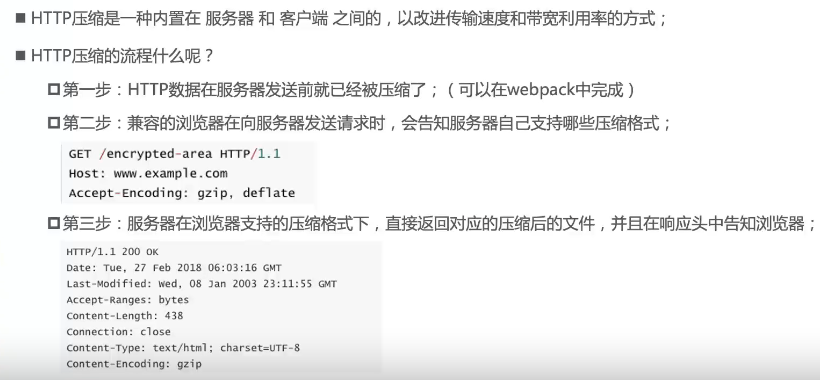 ■ HTTP压缩是一种内置在 服务器 和 客户端 之间的，以改进传输速度和带宽利用率的方式；
■ HTTP压缩的流程什么呢？
第一步：HTTP数据在服务器发送前就已经被压缩了；（可以在webpack中完成）
第二步：兼容的浏览器在向服务器发送请求时，会告知服务器自己支持哪些压缩格式；
GET /encrypted-area HTTP/1.1
Host: www.example.com
Accept-Encoding: gzip, deflate
第三步：服务器在浏览器支持的压缩格式下，直接返回对应的压缩后的文件，并且在响应头中告知浏览器；
HTTP/1.1 200 OK
Date: Tue, 27 Feb 2018 06:03:16 GMT
Last-Modified: Wed, 08 Jan 2003 23:11:55 GMT
Accept-Ranges: bytes
Content-Length: 438
Connection: close
Content-Type: text/html; charset=UTF-8
Content-Encoding: gzip